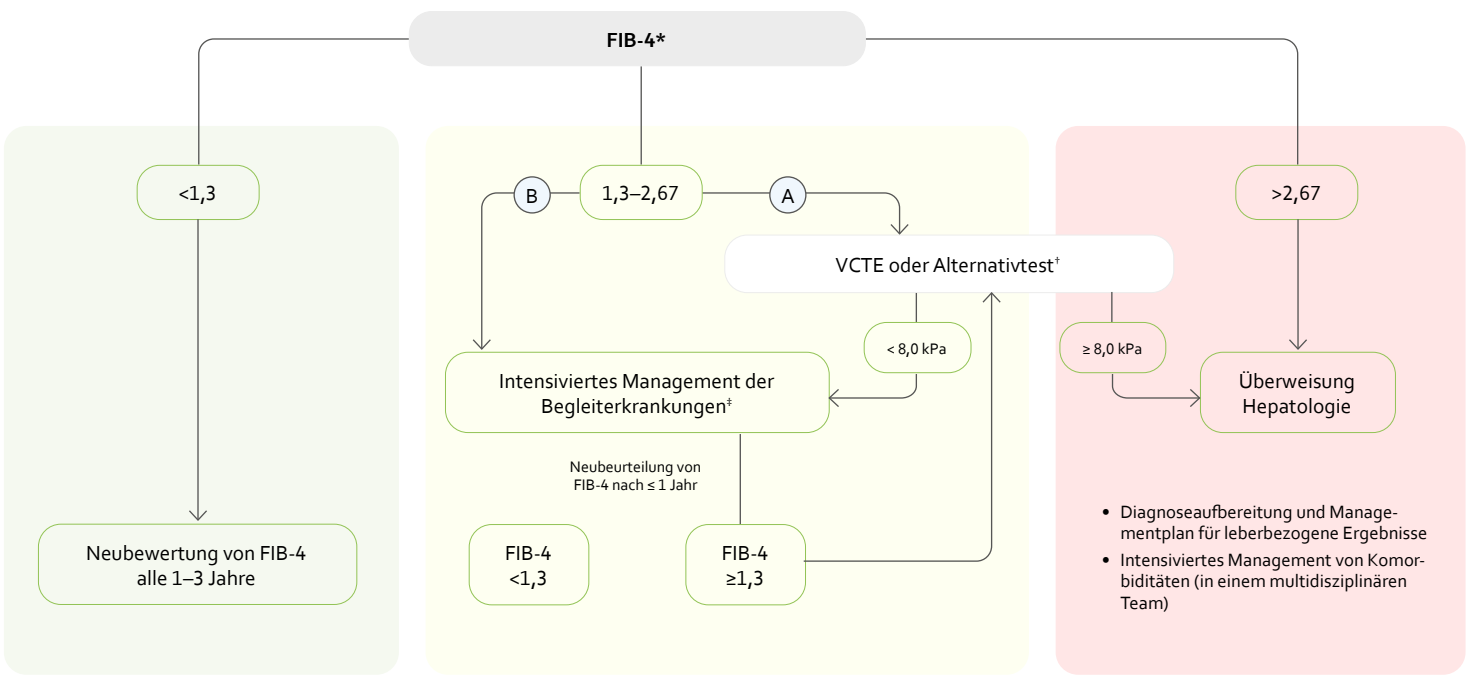 FIB-4*
<1,3
B
1,3–2,67
A
>2,67
VCTE oder Alternativtest†
< 8,0 kPa
≥ 8,0 kPa
Intensiviertes Management der
Begleiterkrankungen‡
Überweisung
Hepatologie
Neubeurteilung von
FIB-4 nach ≤ 1 Jahr
Neubewertung von FIB-4
alle 1–3 Jahre
FIB-4
<1,3
FIB-4
≥1,3
• Diagnoseaufbereitung und Manage-
mentplan für leberbezogene Ergebnisse
• Intensiviertes Management von Komor-
biditäten (in einem multidisziplinären
Team)